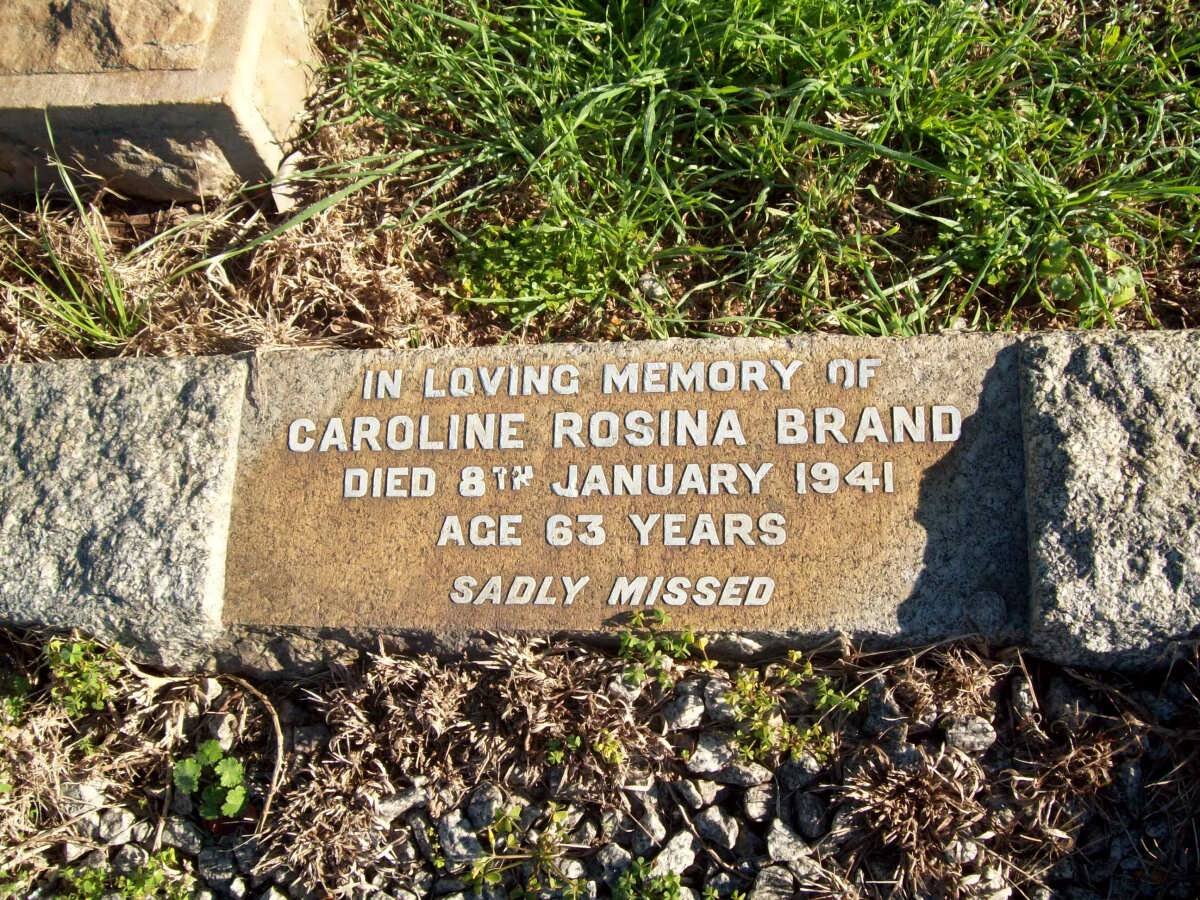 IN LOVING MEMORY OF
CAROLINE ROSINA BRAND
DIED 8TH JANUARY 1941
AGE 63 YEARS
SADLY MISSED